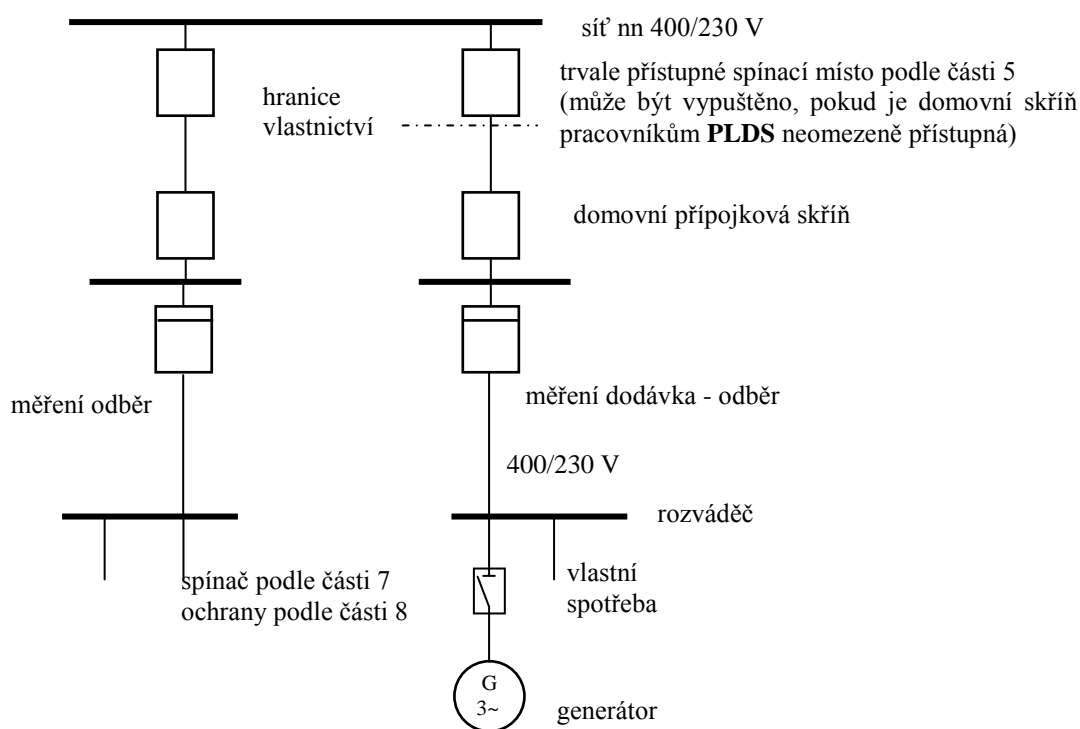 síť nn 400/230 V
trvale přístupné spínací místo podle části 5
(může být vypuštěno, pokud je domovní skříň
pracovníkům PLDS neomezeně přístupná)
hranice
vlastnictví
domovní přípojková skříň
měření odběr
měření dodávka - odběr
400/230 V
rozváděč
spínač podle části 7
ochrany podle části 8
vlastní
spotřeba
G
3~
generátor